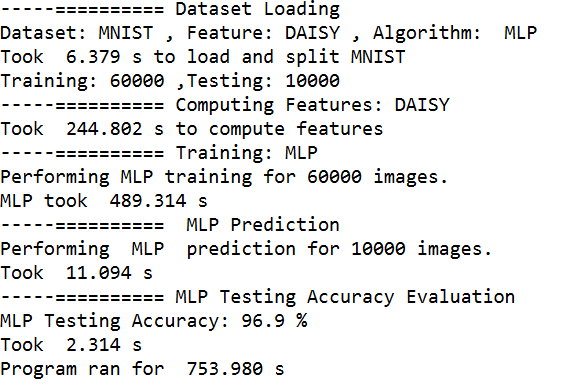 -----========== Dataset Loading
Dataset: MNIST , Feature: DAISY , Algorithm:  MLP
Took  6.379 s to load and split MNIST
Training: 60000 ,Testing: 10000
-----========== Computing Features: DAISY
Took  244.802 s to compute features
-----========== Training: MLP
Performing MLP training for 60000 images.
MLP took  489.314 s
-----==========  MLP Prediction
Performing  MLP  prediction for 10000 images.
Took  11.094 s
-----========== MLP Testing Accuracy Evaluation
MLP Testing Accuracy: 96.9 %
Took  2.314 s
Program ran for  753.980 s